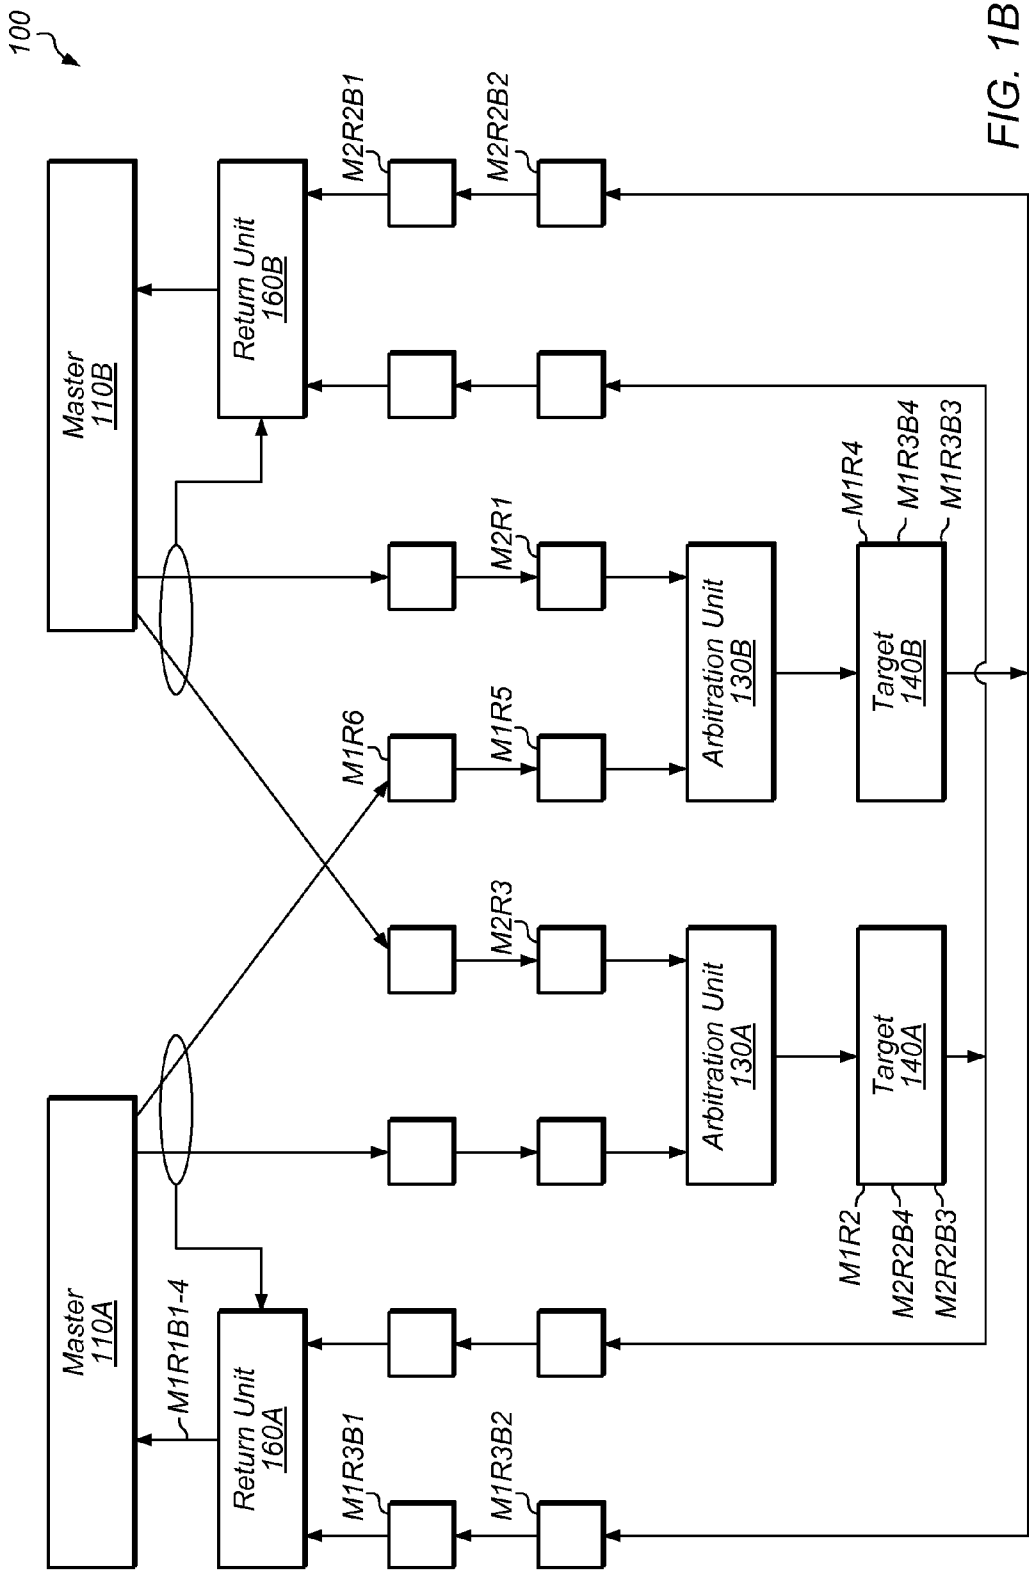 100
Master
110A
Master
110B
M1R1B1-4
Return Unit
160A
Return Unit
160B
M1R3B1
M1R6
M2R2B1
M1R3B2
M2R3
M1R5
M2R1
M2R2B2
Arbitration Unit
130A
Arbitration Unit
130B
M1R2
M2R2B4
M2R2B3
Target
140A
Target
140B
M1R4
M1R3B4
M1R3B3
FIG. 1B